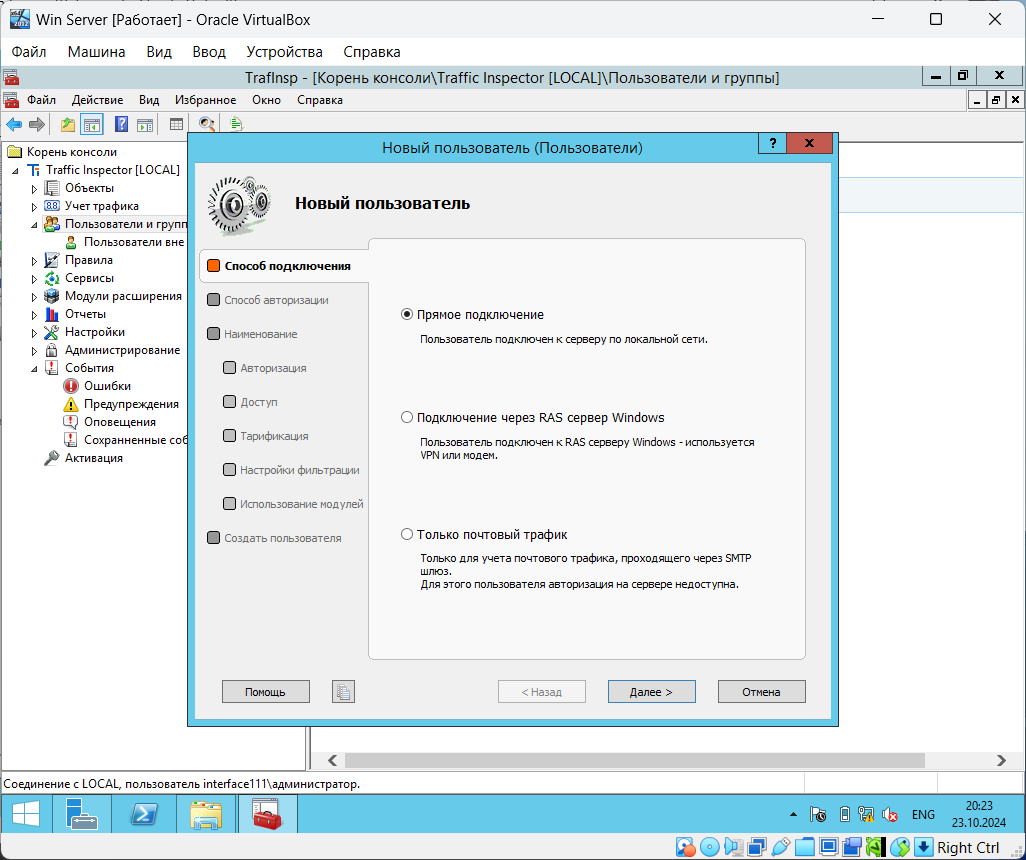 Win Server [Работает] - Oracle VirtualBox
Файл Машина Вид Ввод Устройства Справка
TrafInsp - [Корень консоли\Traffic Inspector [LOCAL]\Пользователи и группы]
Файл Действие Вид Избранное Окно Справка
Корень консоли
Traffic Inspector [LOCAL]
Объекты
Учет трафика
Пользователи и групп
Пользователи вне
Правила
Сервисы
Модули расширения
Отчеты
Настройки
Администрирование
События
Ошибки
Предупреждения
Оповещения
Сохраненные соб
Активация
Новый пользователь (Пользователи)
Новый пользователь
Способ подключения
Способ авторизации
Наименование
Авторизация
Доступ
Тарификация
Настройки фильтрации
Использование модулей
Создать пользователя
Прямое подключение
Пользователь подключен к серверу по локальной сети.
Подключение через RAS сервер Windows
Пользователь подключен к RAS серверу Windows - используется
VPN или модем.
Только почтовый трафик
Только для учета почтового трафика, проходящего через SMTP
шлюз.
Для этого пользователя авторизация на сервере недоступна.
Помощь
< Назад
Далее >
Отмена
Соединение с LOCAL, пользователь interface111\администратор.
ENG
20:23
23.10.2024
Right Ctrl